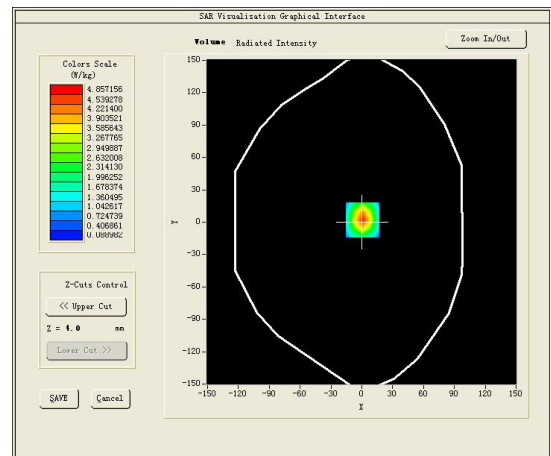 SAR Visualisation Graphical Interface
Volume Radiated Intensity
Zoom In/Out
Colors Scale
(W/kg)
4.857156
4.539278
4.221400
3.903521
3.585643
3.267765
2.949887
2.632008
2.314130
1.996252
1.678374
1.360495
1.042617
0.724739
0.406861
0.088982
Z-Cuts Control
<< Upper Cut
Z = 4.0 mm
Lower Cut >>
SAVE Cancel
150
120
90
60
30
0
-30
-60
-90
-120
-150
Y
-150 -120 -90 -60 -30 0 30 60 90 120 150
X